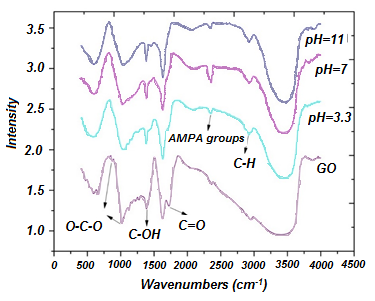 3.5
3.0
2.5
2.0
1.5
1.0
Intensity
pH=11
pH=7
pH=3.3
GO
AMPA groups
C-H
O-C-O
C-OH
C=O
0 500 1000 1500 2000 2500 3000 3500 4000 4500
Wavenumbers (cm⁻¹)